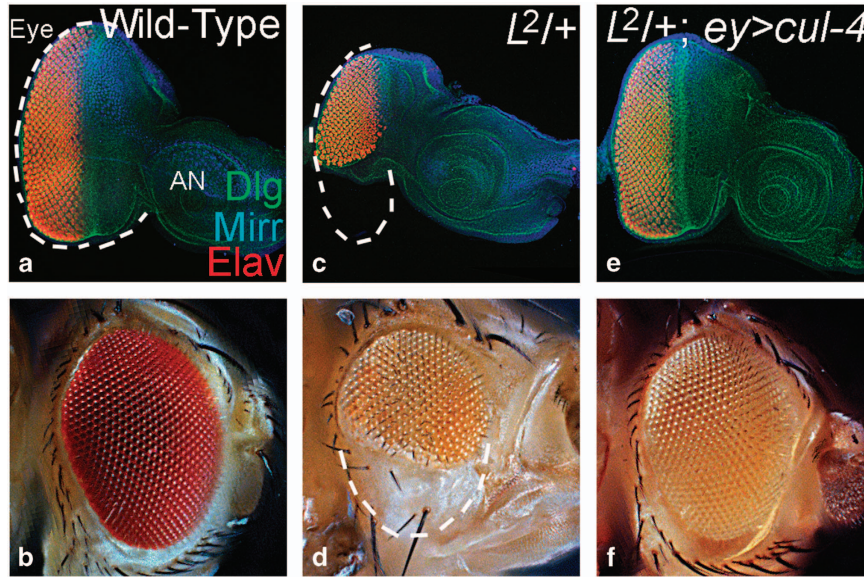 Eye Wild-Type
AN
Dlg
Mirr
Elav
a
L2/+
c
L2/+; ey>cul-4
e
b
d
f